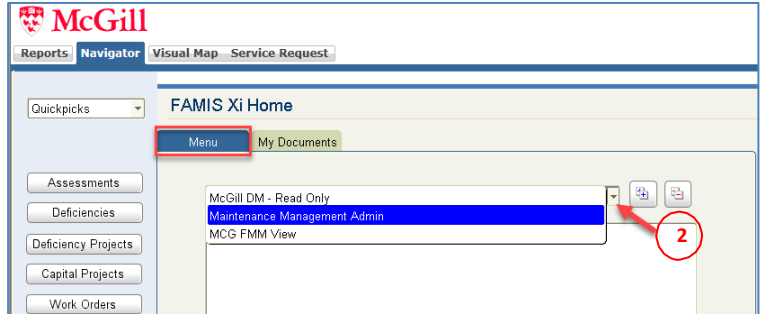 McGill
Reports Navigator Visual Map Service Request
Quickpicks
FAMIS Xi Home
Menu My Documents
Assessments
Deficiencies
Deficiency Projects
Capital Projects
Work Orders
McGill DM - Read Only
Maintenance Management Admin
MCG FMM View
2